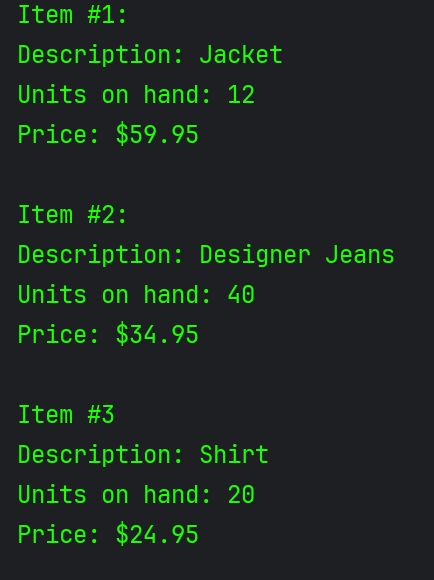 Item #1:
Description: Jacket
Units on hand: 12
Price: $59.95
Item #2:
Description: Designer Jeans
Units on hand: 40
Price: $34.95
Item #3
Description: Shirt
Units on hand: 20
Price: $24.95